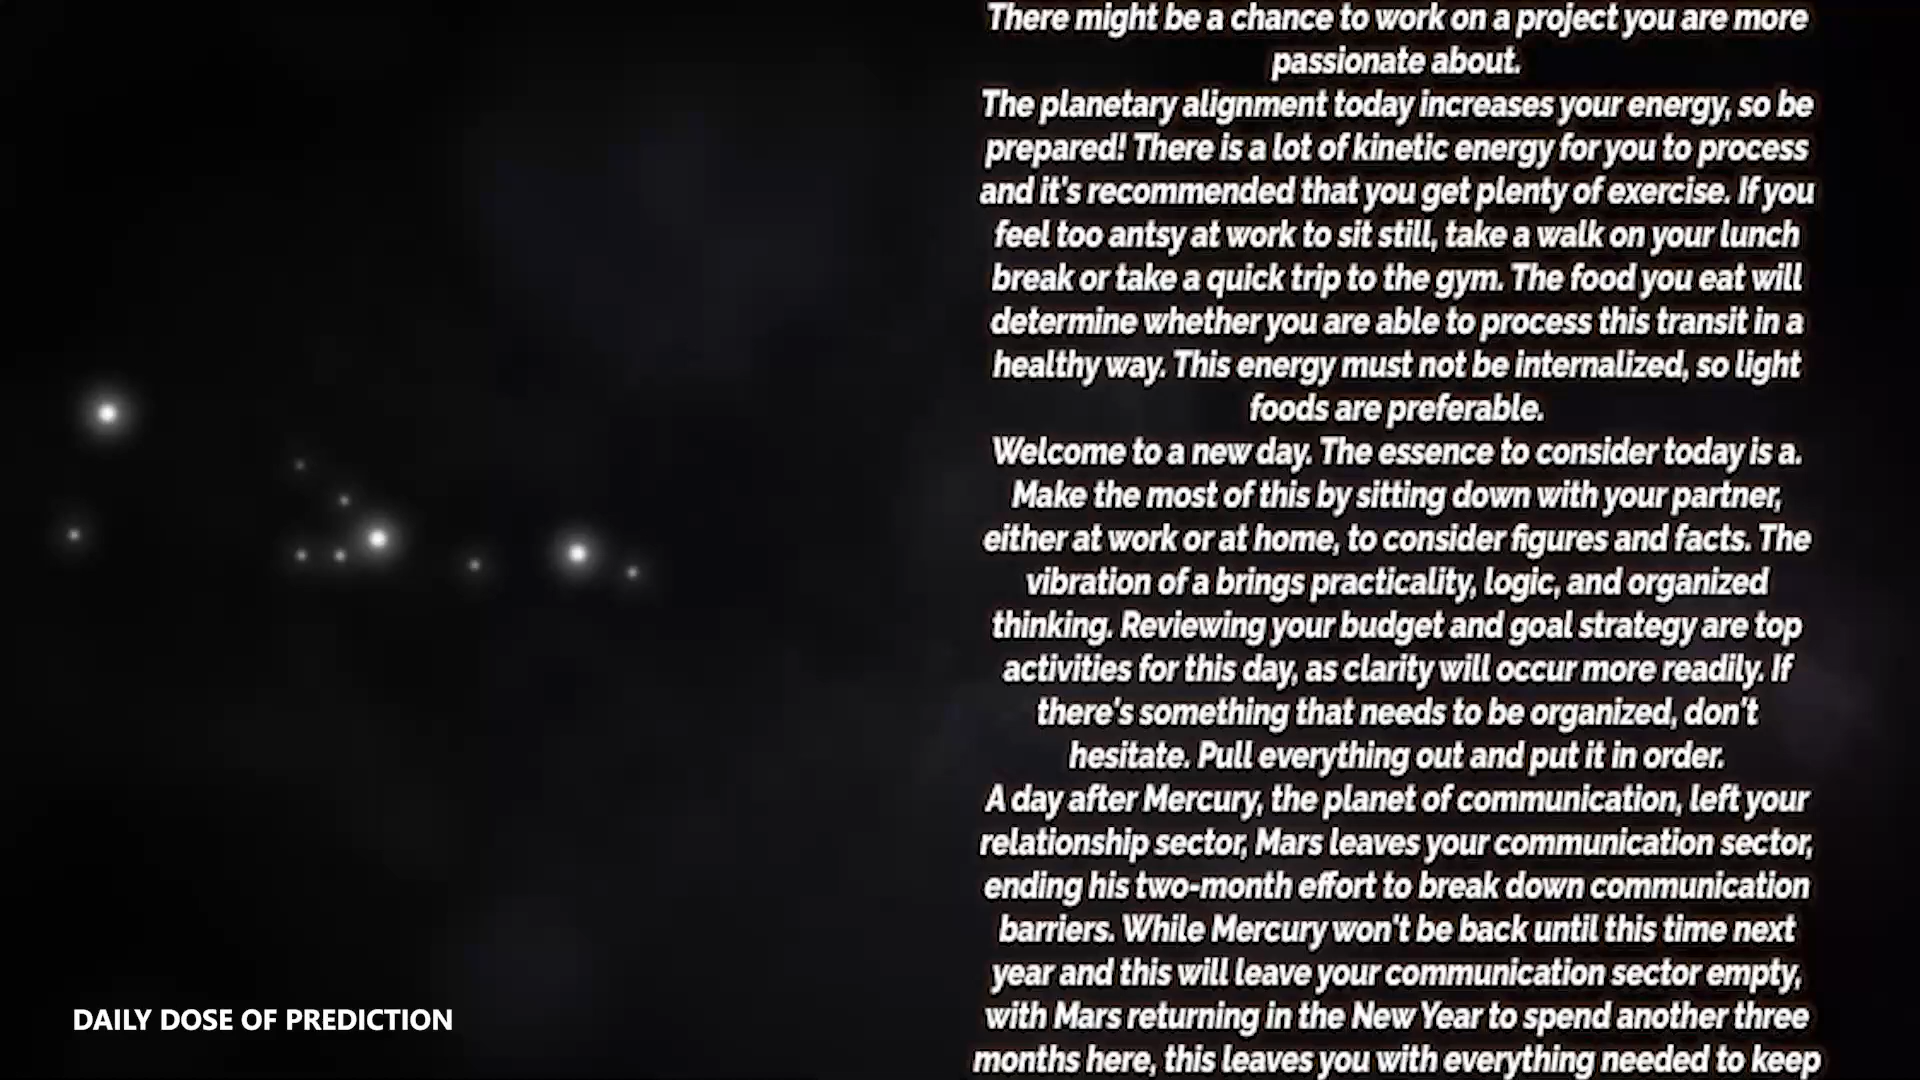 There might be a chance to work on a project you are more
passionate about.
The planetary alignment today increases your energy, so be
prepared! There is a lot of kinetic energy for you to process
and it's recommended that you get plenty of exercise. If you
feel too antsy at work to sit still, take a walk on your lunch
break or take a quick trip to the gym. The food you eat will
determine whether you are able to process this transit in a
healthy way. This energy must not be internalized, so light
foods are preferable.
Welcome to a new day. The essence to consider today is a.
Make the most of this by sitting down with your partner,
either at work or at home, to consider figures and facts. The
vibration of a brings practicality, logic, and organized
thinking. Reviewing your budget and goal strategy are top
activities for this day, as clarity will occur more readily. If
there's something that needs to be organized, don't
hesitate. Pull everything out and put it in order.
A day after Mercury, the planet of communication, left your
relationship sector, Mars leaves your communication sector,
ending his two-month effort to break down communication
barriers. While Mercury won't be back until this time next
year and this will leave your communication sector empty,
with Mars returning in the New Year to spend another three
months here, this leaves you with everything needed to keep
DAILY DOSE OF PREDICTION